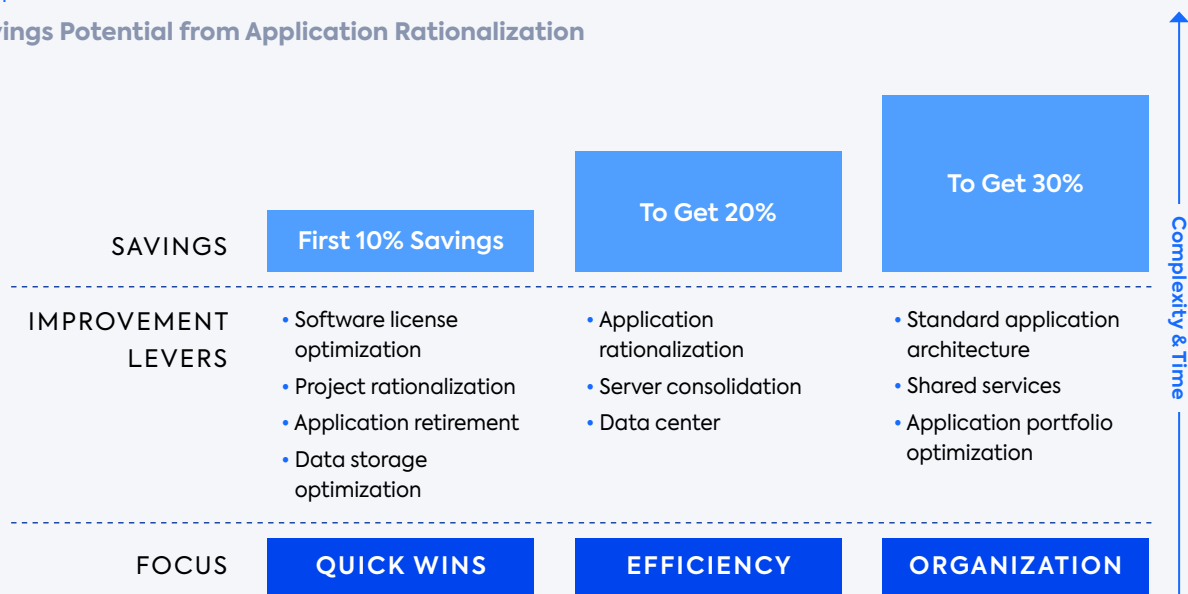 Potential from Application Rationalization
To Get 30%
To Get 20%
First 10% Savings
SAVINGS
IMPROVEMENT
LEVERS
• Software license
optimization
• Project rationalization
• Application retirement
• Data storage
optimization
• Application
rationalization
• Server consolidation
• Data center
• Standard application
architecture
• Shared services
• Application portfolio
optimization
FOCUS
QUICK WINS
EFFICIENCY
ORGANIZATION
Complexity & Time